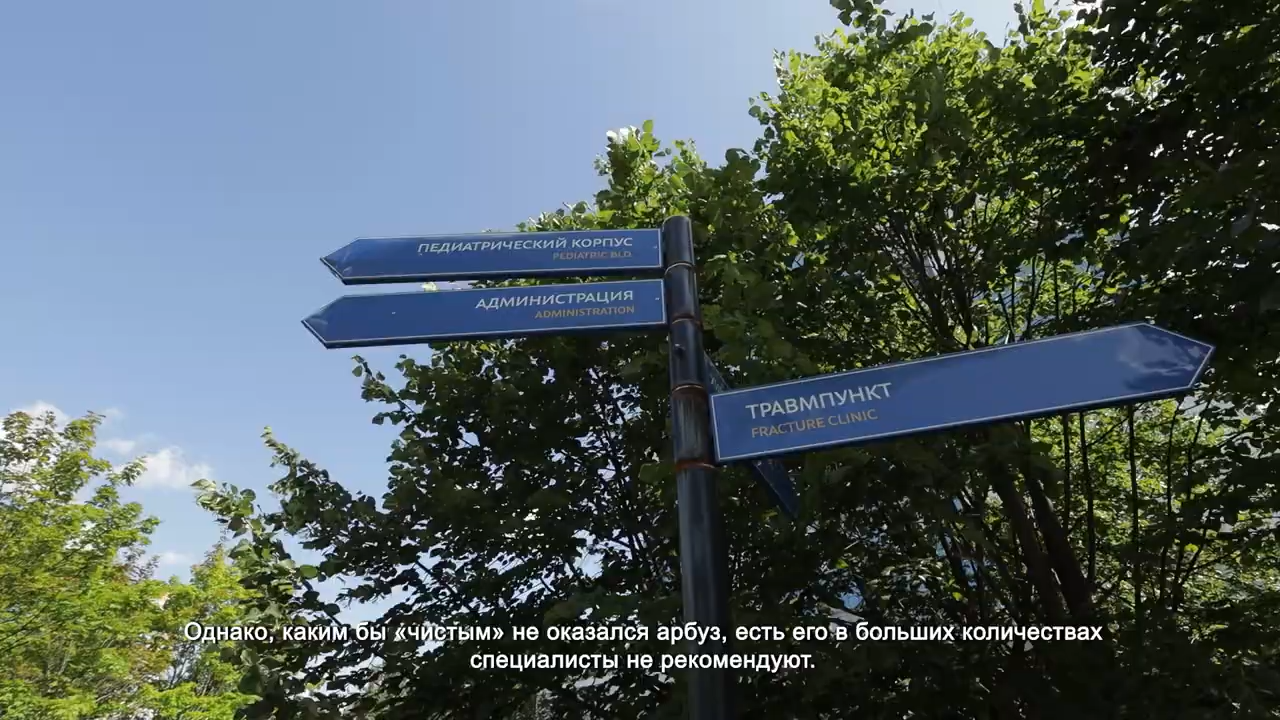 ПЕДИАТРИЧЕСКИЙ КОРПУС
PEDIATRIC BLD.
АДМИНИСТРАЦИЯ
ADMINISTRATION
ТРАВМПУНКТ
FRACTURE CLINIC
Однако, каким бы «чистым» не оказался арбуз, есть его в больших количествах
специалисты не рекомендуют.